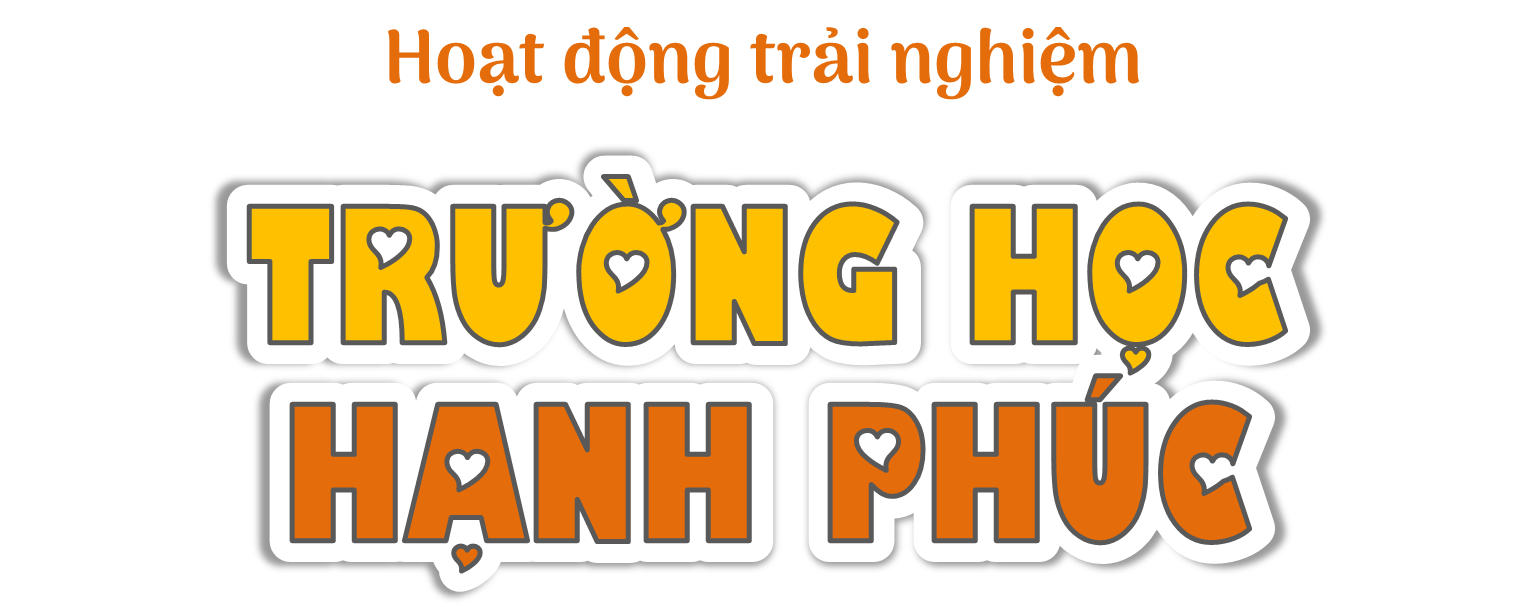 Hoạt động trải nghiệm
TRƯỜNG HỌC
HẠNH PHÚC